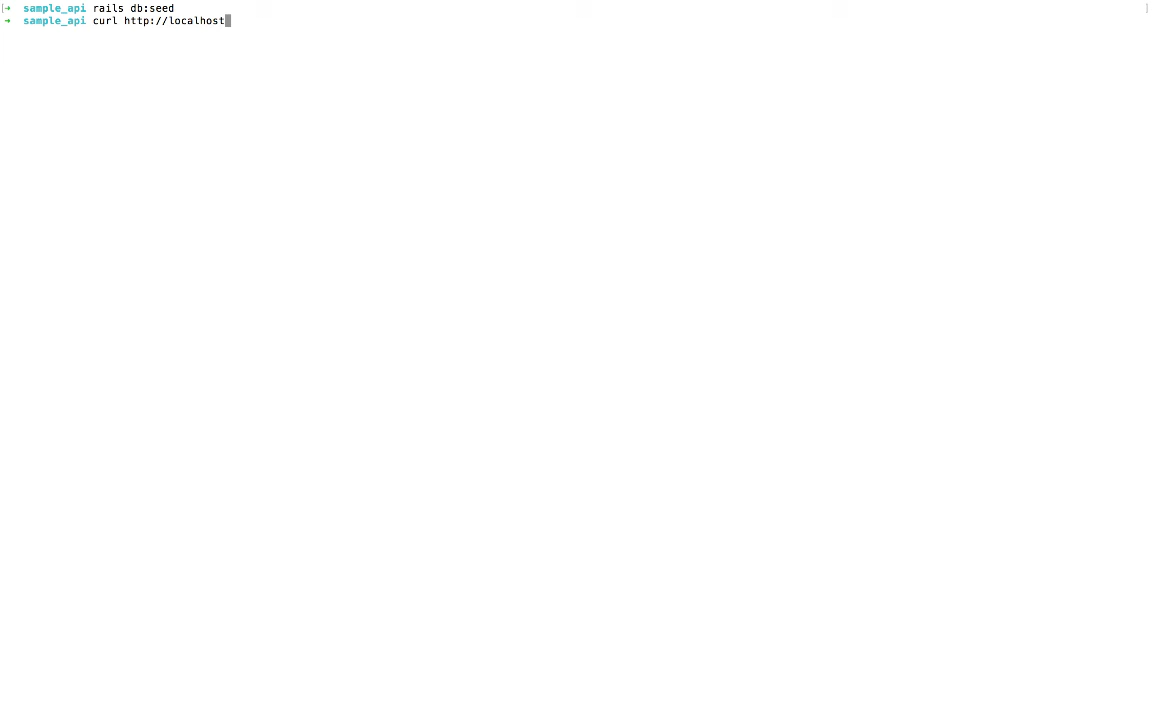 [→ sample_api rails db:seed ]
→ sample_api curl http://localhost